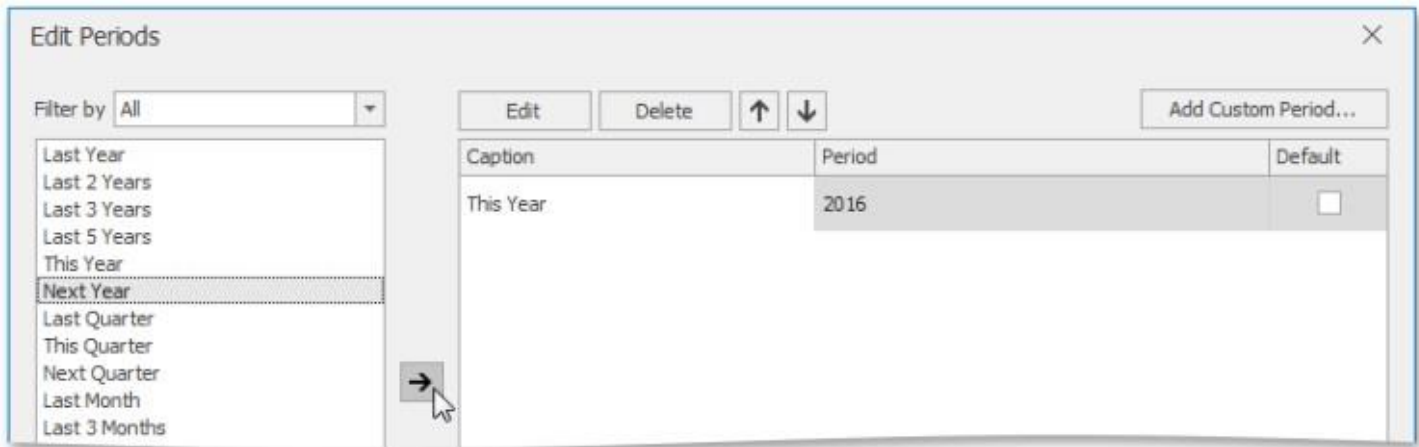 Edit Periods
Filter by All
Edit Delete Add Custom Period...
Last Year
Last 2 Years
Last 3 Years
Last 5 Years
This Year
Next Year
Last Quarter
This Quarter
Next Quarter
Last Month
Last 3 Months
Caption Period Default
This Year 2016